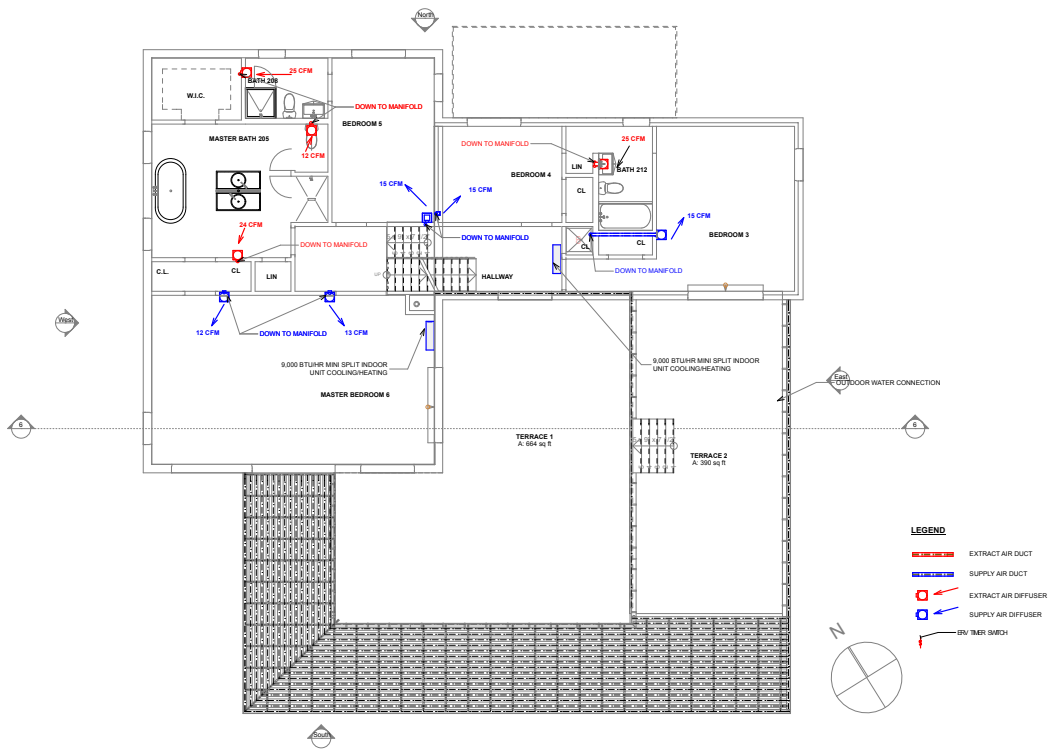 North
25 CFM
BATH 206
W.I.C.
DOWN TO MANIFOLD
BEDROOM 5
MASTER BATH 205
12 CFM
DOWN TO MANIFOLD
25 CFM
LIN
BATH 212
BEDROOM 4
CL
15 CFM
15 CFM
15 CFM
24 CFM
DOWN TO MANIFOLD
DOWN TO MANIFOLD
BEDROOM 3
CL
CL
DOWN TO MANIFOLD
C.L.
CL
LIN
UP
HALLWAY
West
12 CFM
DOWN TO MANIFOLD
13 CFM
9,000 BTU/HR MINI SPLIT INDOOR
UNIT COOLING/HEATING
9,000 BTU/HR MINI SPLIT INDOOR
UNIT COOLING/HEATING
East
OUTDOOR WATER CONNECTION
MASTER BEDROOM 6
6
6
TERRACE 1
A: 664 sq ft
TERRACE 2
A: 390 sq ft
LEGEND
EXTRACT AIR DUCT
SUPPLY AIR DUCT
EXTRACT AIR DIFFUSER
SUPPLY AIR DIFFUSER
ERV TIMER SWITCH
N
South